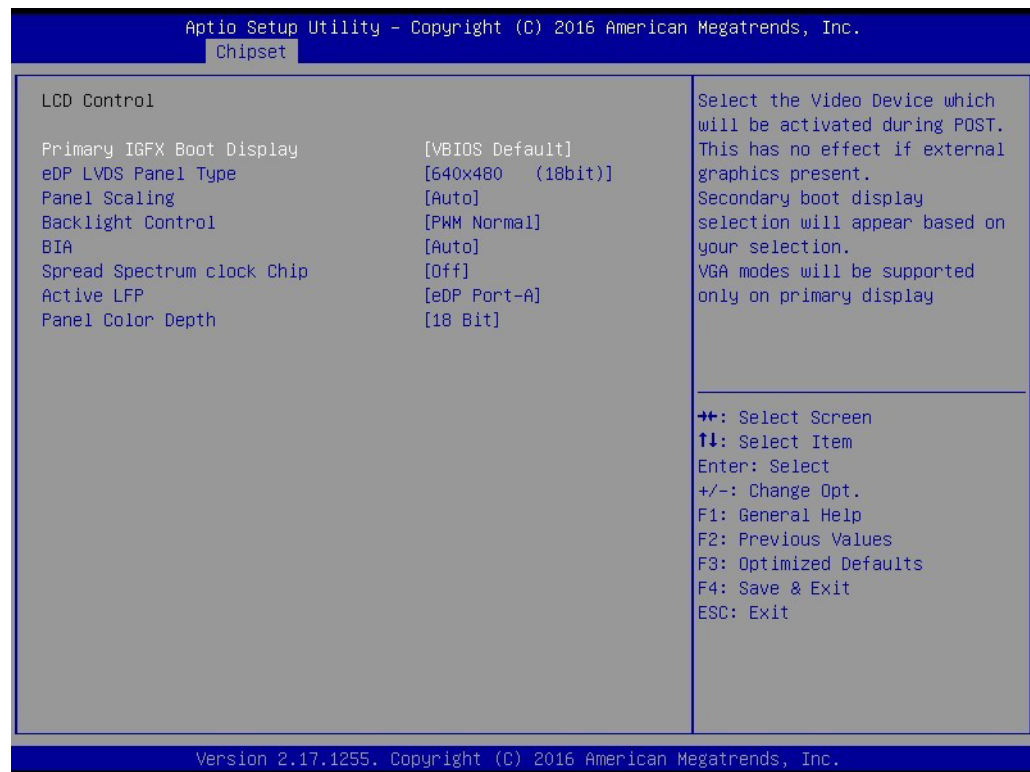 Aptio Setup Utility – Copyright (C) 2016 American Megatrends, Inc.
Chipset
LCD Control
Primary IGFX Boot Display [VBIOS Default]
eDP LVDS Panel Type [640x480 (18bit)]
Panel Scaling [Auto]
Backlight Control [PWM Normal]
BIA [Auto]
Spread Spectrum clock Chip [Off]
Active LFP [eDP Port-A]
Panel Color Depth [18 Bit]
Select the Video Device which
will be activated during POST.
This has no effect if external
graphics present.
Secondary boot display
selection will appear based on
your selection.
VGA modes will be supported
only on primary display
→←: Select Screen
↑↓: Select Item
Enter: Select
+/-: Change Opt.
F1: General Help
F2: Previous Values
F3: Optimized Defaults
F4: Save & Exit
ESC: Exit
Version 2.17.1255. Copyright (C) 2016 American Megatrends, Inc.